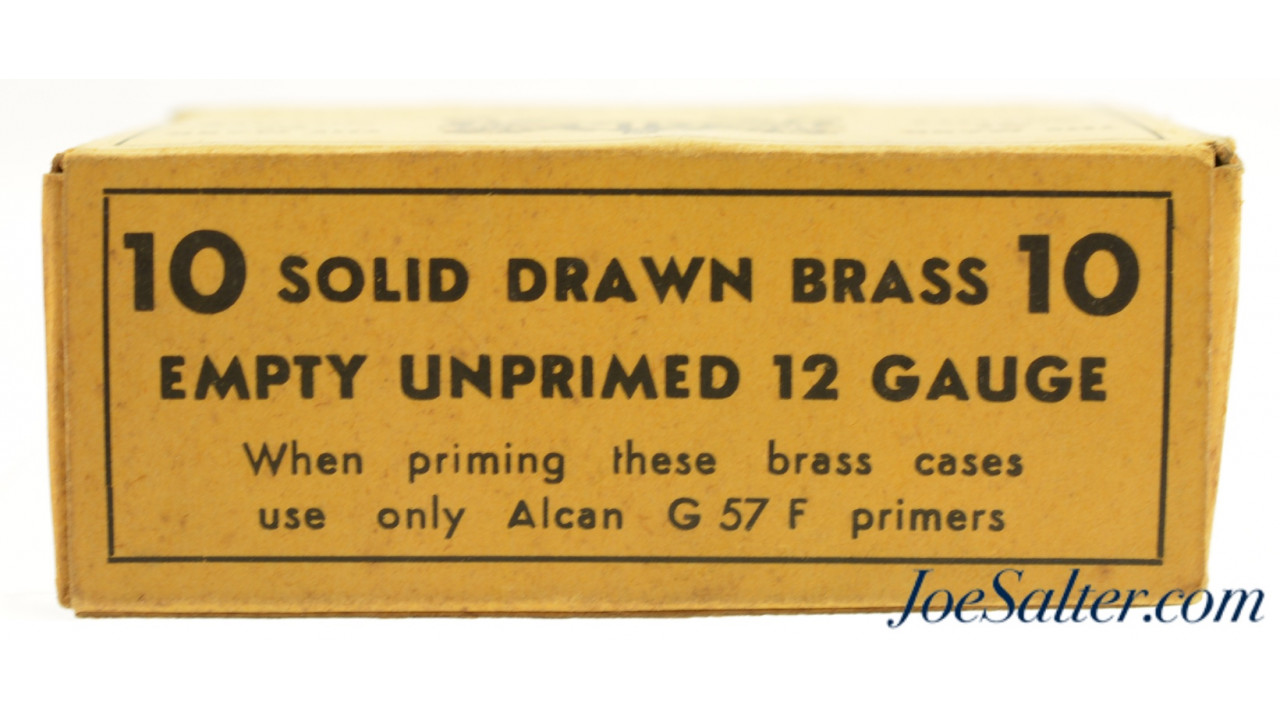 10 SOLID DRAWN BRASS 10
EMPTY UNPRIMED 12 GAUGE
When priming these brass cases
use only Alcan G 57 F primers
JoeSalter.com